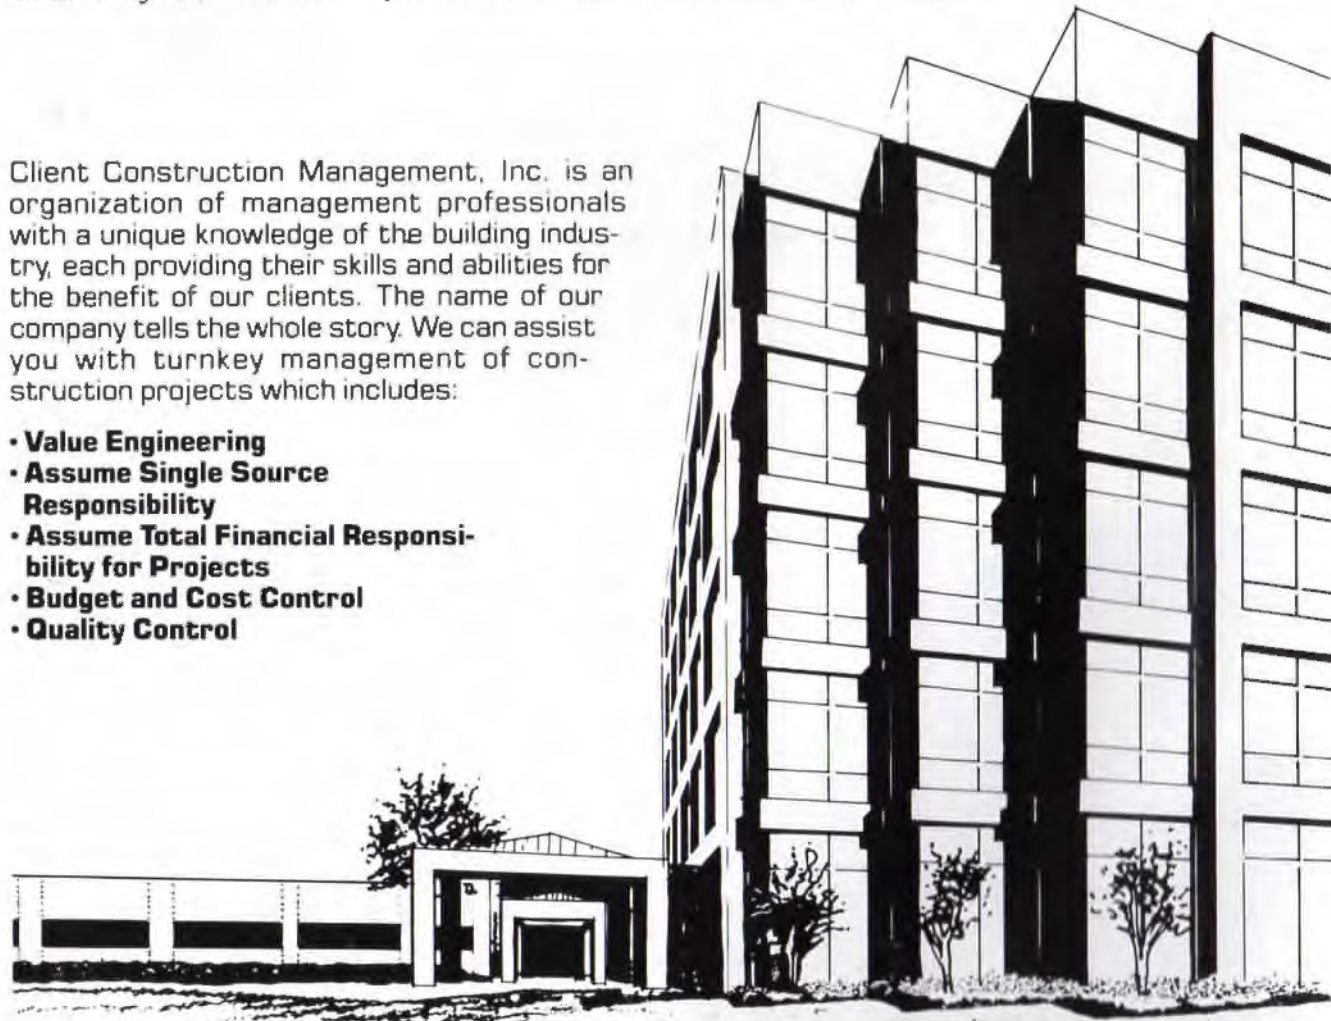 Client Construction Management, Inc. is an
organization of management professionals
with a unique knowledge of the building indus-
try, each providing their skills and abilities for
the benefit of our clients. The name of our
company tells the whole story. We can assist
you with turnkey management of con-
struction projects which includes:
• Value Engineering
• Assume Single Source
Responsibility
• Assume Total Financial Responsi-
bility for Projects
• Budget and Cost Control
• Quality Control